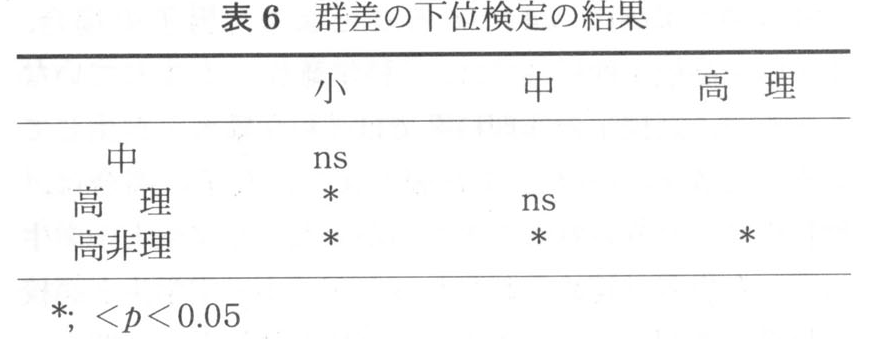 表6 群差の下位検定の結果
小 中 高 理
中 ns
高 理 * ns
高非理 * * *
*; <p<0.05